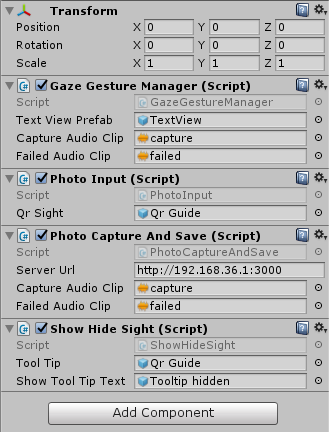 Transform
Position X 0 Y 0 Z 0
Rotation X 0 Y 0 Z 0
Scale X 1 Y 1 Z 1
Gaze Gesture Manager (Script)
Script GazeGestureManager
Text View Prefab TextView
Capture Audio Clip capture
Failed Audio Clip failed
Photo Input (Script)
Script PhotoInput
Qr Sight Qr Guide
Photo Capture And Save (Script)
Script PhotoCaptureAndSave
Server Url http://192.168.36.1:3000
Capture Audio Clip capture
Failed Audio Clip failed
Show Hide Sight (Script)
Script ShowHideSight
Tool Tip Qr Guide
Show Tool Tip Text Tooltip hidden
Add Component